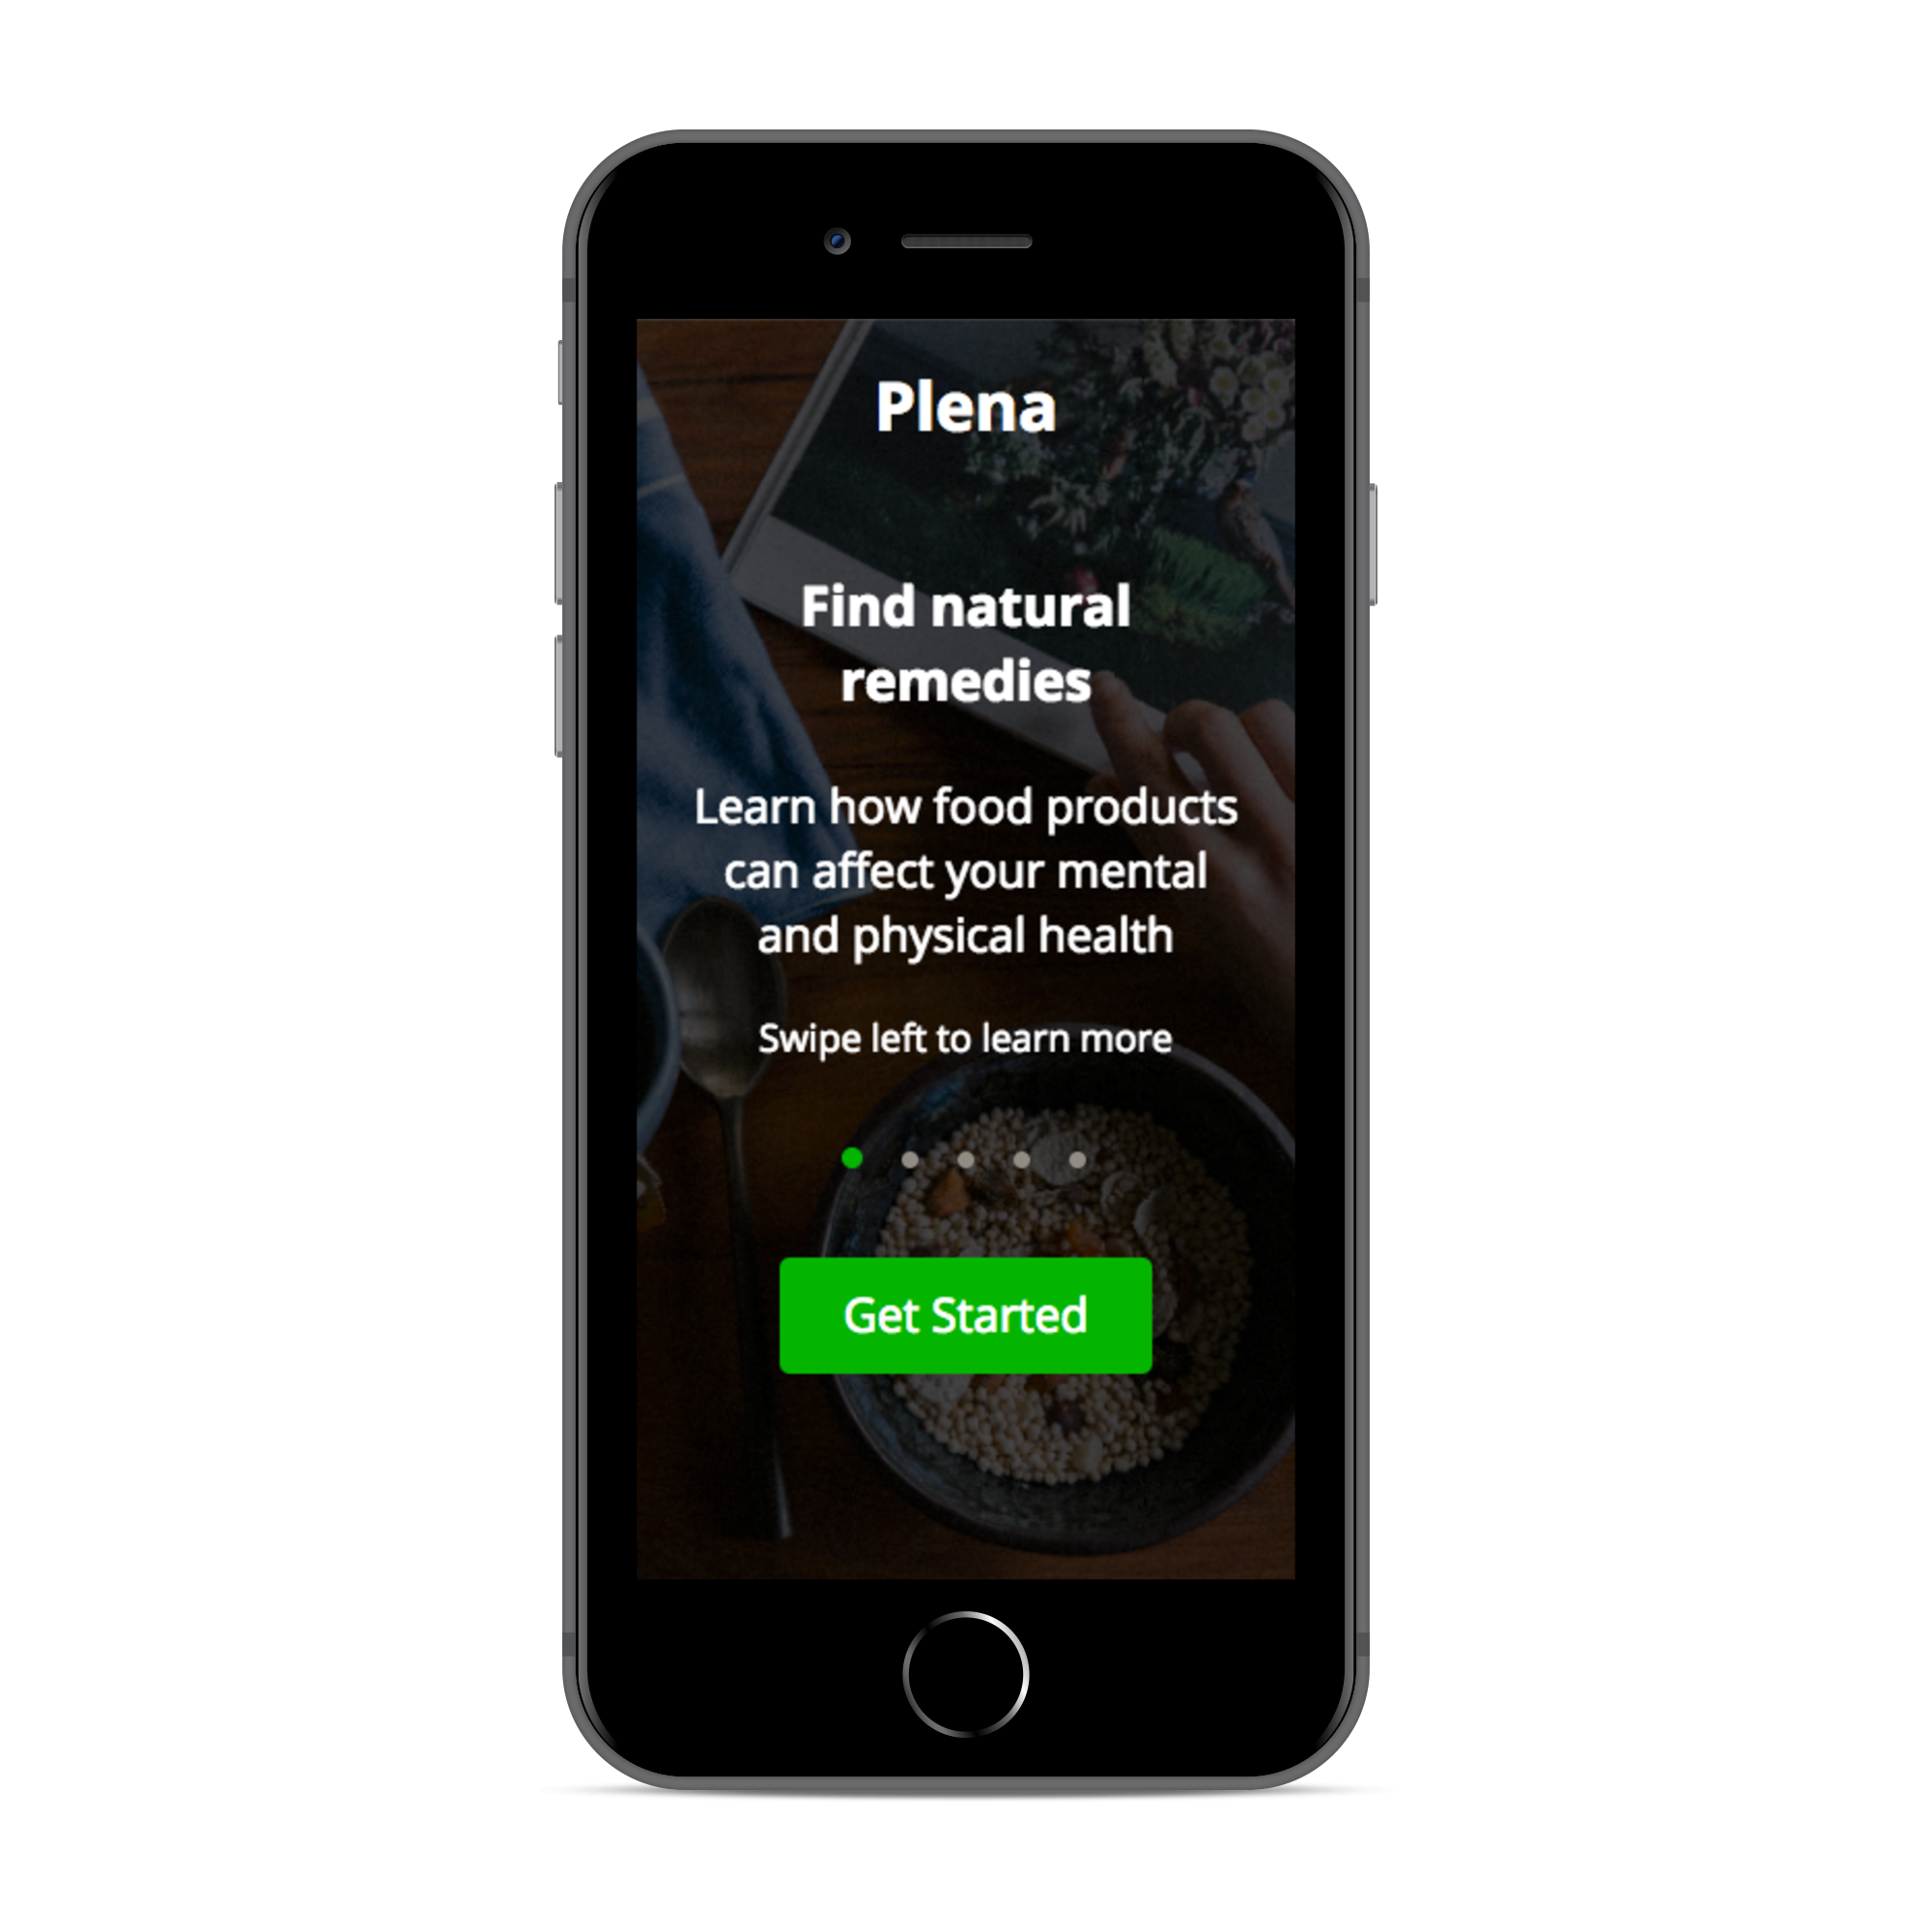 Plena
Find natural
remedies
Learn how food products
can affect your mental
and physical health
Swipe left to learn more
Get Started